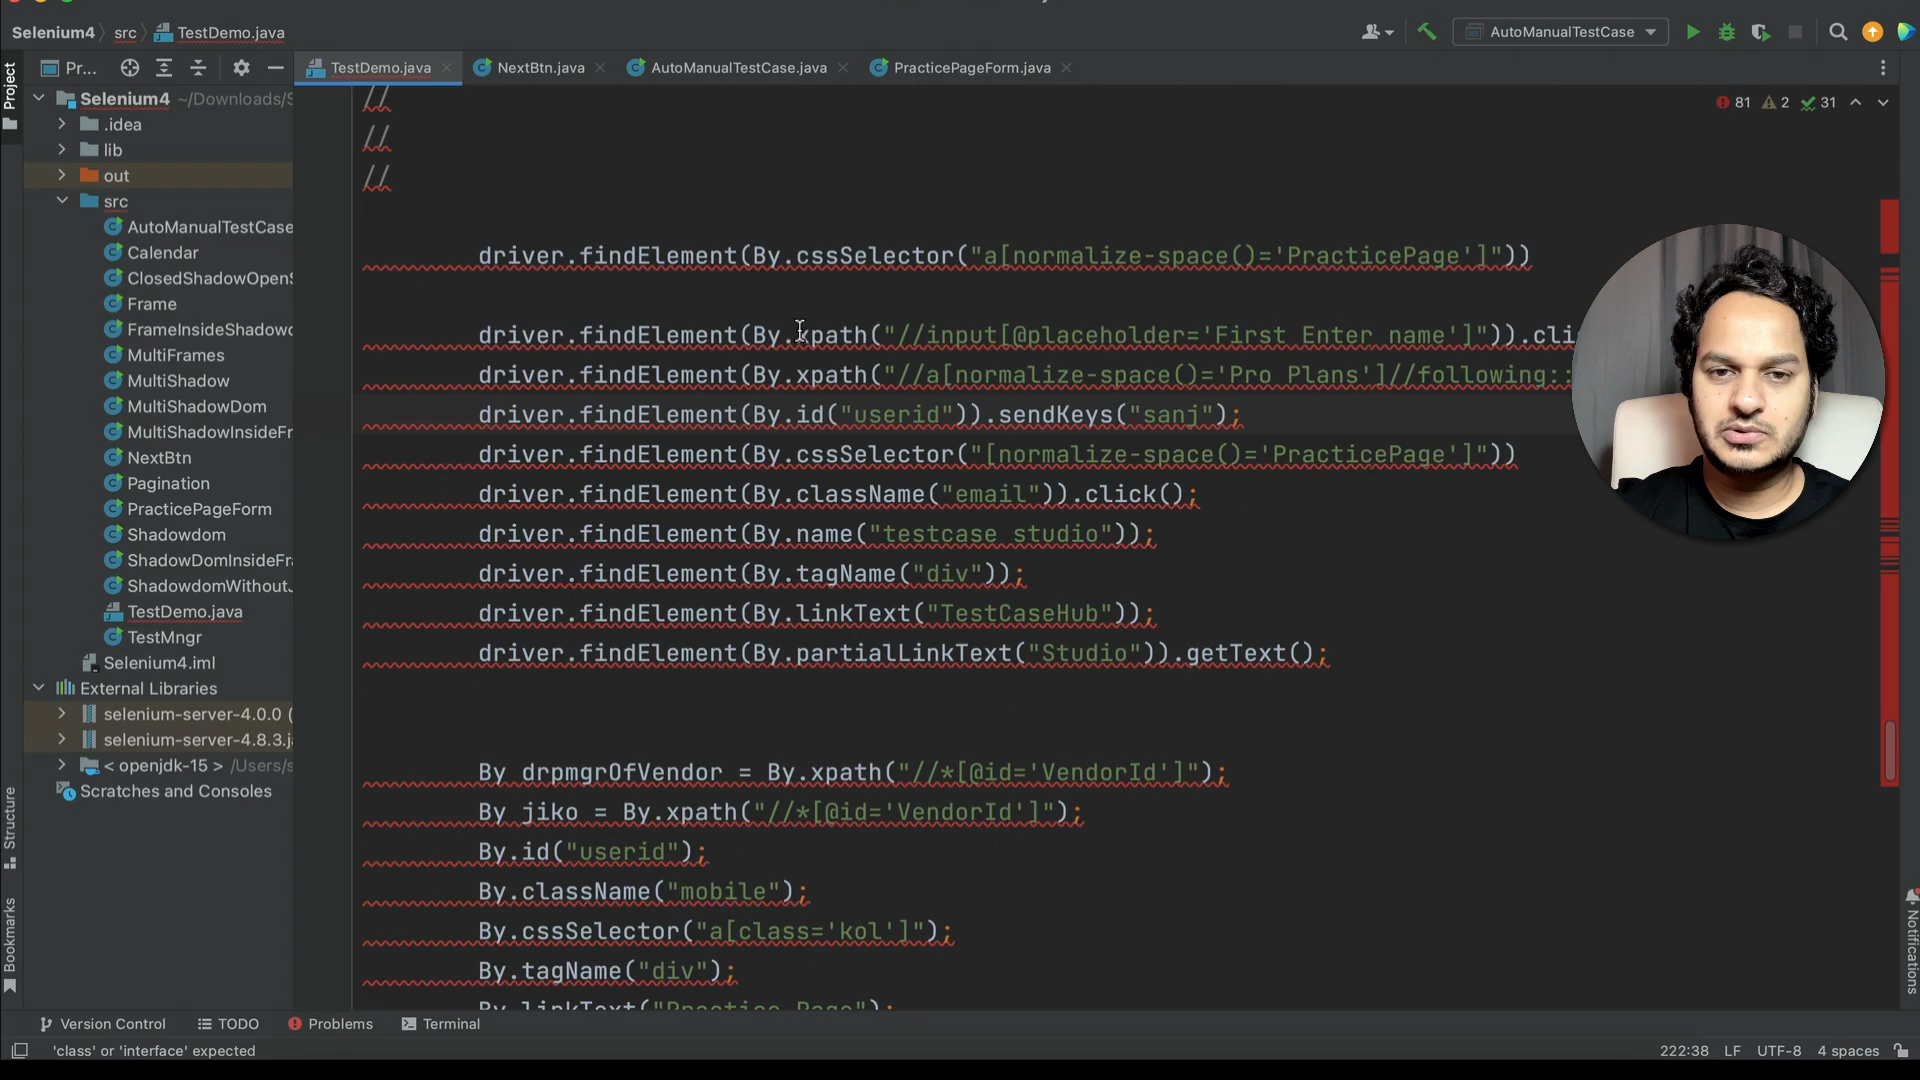 Selenium4 src TestDemo.java
AutoManualTestCase
Project
Pr...
TestDemo.java
NextBtn.java
AutoManualTestCase.java
PracticePageForm.java
81 2 31
Selenium4 ~/Downloads/S
.idea
lib
out
src
AutoManualTestCase
Calendar
ClosedShadowOpenS
Frame
FrameInsideShadow
MultiFrames
MultiShadow
MultiShadowDom
MultiShadowInsideFr
NextBtn
Pagination
PracticePageForm
Shadowdom
ShadowDomInsideFra
ShadowdomWithoutJ
TestDemo.java
TestMngr
Selenium4.iml
External Libraries
selenium-server-4.0.0 (
selenium-server-4.8.3.ja
< openjdk-15 > /Users/s
Scratches and Consoles
//
//
//
driver.findElement(By.cssSelector("a[normalize-space()='PracticePage']"))
driver.findElement(By.xpath("//input[@placeholder='First Enter name']")).cli
driver.findElement(By.xpath("//a[normalize-space()='Pro Plans']//following::
driver.findElement(By.id("userid")).sendKeys("sanj");
driver.findElement(By.cssSelector("[normalize-space()='PracticePage']"))
driver.findElement(By.className("email")).click();
driver.findElement(By.name("testcase studio"));
driver.findElement(By.tagName("div"));
driver.findElement(By.linkText("TestCaseHub"));
driver.findElement(By.partialLinkText("Studio")).getText();
By drpmgrOfVendor = By.xpath("//*[@id='VendorId']");
By jiko = By.xpath("//*[@id='VendorId']");
By.id("userid");
By.className("mobile");
By.cssSelector("a[class='kol']");
By.tagName("div");
By.linkText("Practice Page");
Structure
Bookmarks
Notifications
Version Control
TODO
Problems
Terminal
'class' or 'interface' expected
222:38 LF UTF-8 4 spaces